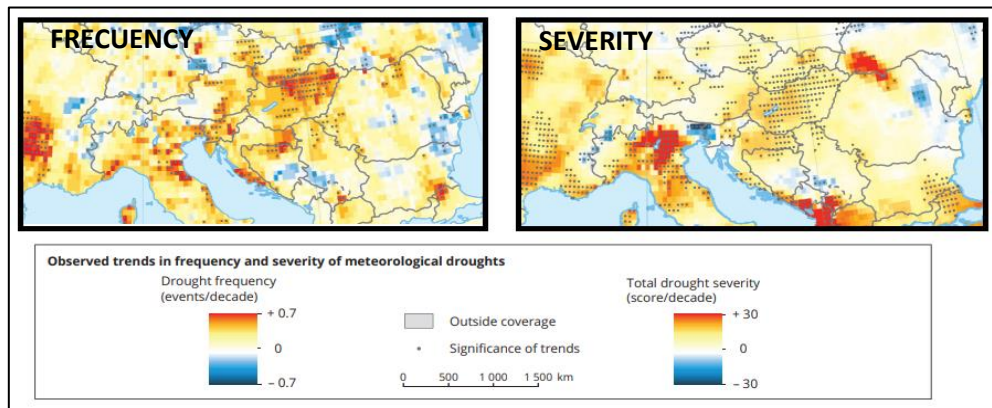 FRECUENCY
SEVERITY
Observed trends in frequency and severity of meteorological droughts
Drought frequency
(events/decade)
+ 0.7
0
– 0.7
Outside coverage
Significance of trends
0 500 1 000 1 500 km
Total drought severity
(score/decade)
+ 30
0
– 30